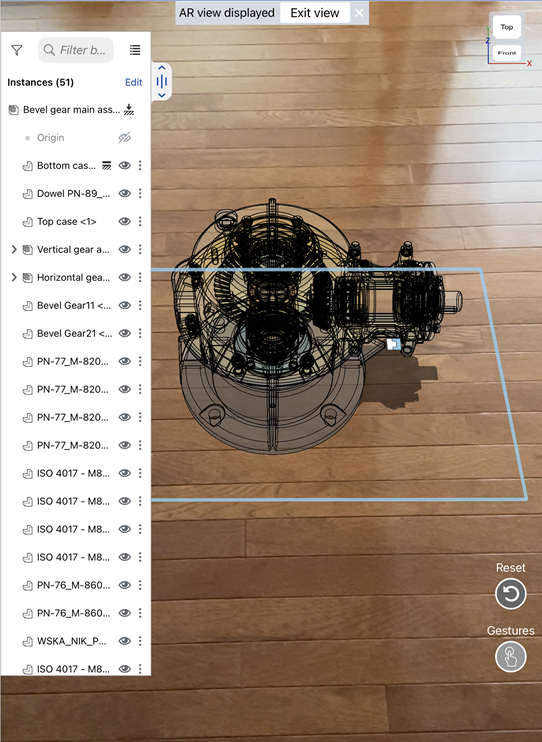 AR view displayed Exit view
Top
Z
Front
X
Filter b...
Instances (51) Edit
Bevel gear main ass...
Origin
Bottom cas...
Dowel PN-89_...
Top case <1>
Vertical gear a...
Horizontal gea...
Bevel Gear11 <...
Bevel Gear21 <...
PN-77_M-820...
PN-77_M-820...
PN-77_M-820...
PN-77_M-820...
ISO 4017 - M8...
ISO 4017 - M8...
ISO 4017 - M8...
ISO 4017 - M8...
PN-76_M-860...
PN-76_M-860...
WSKA_NIK_P...
ISO 4017 - M8...
Reset
Gestures